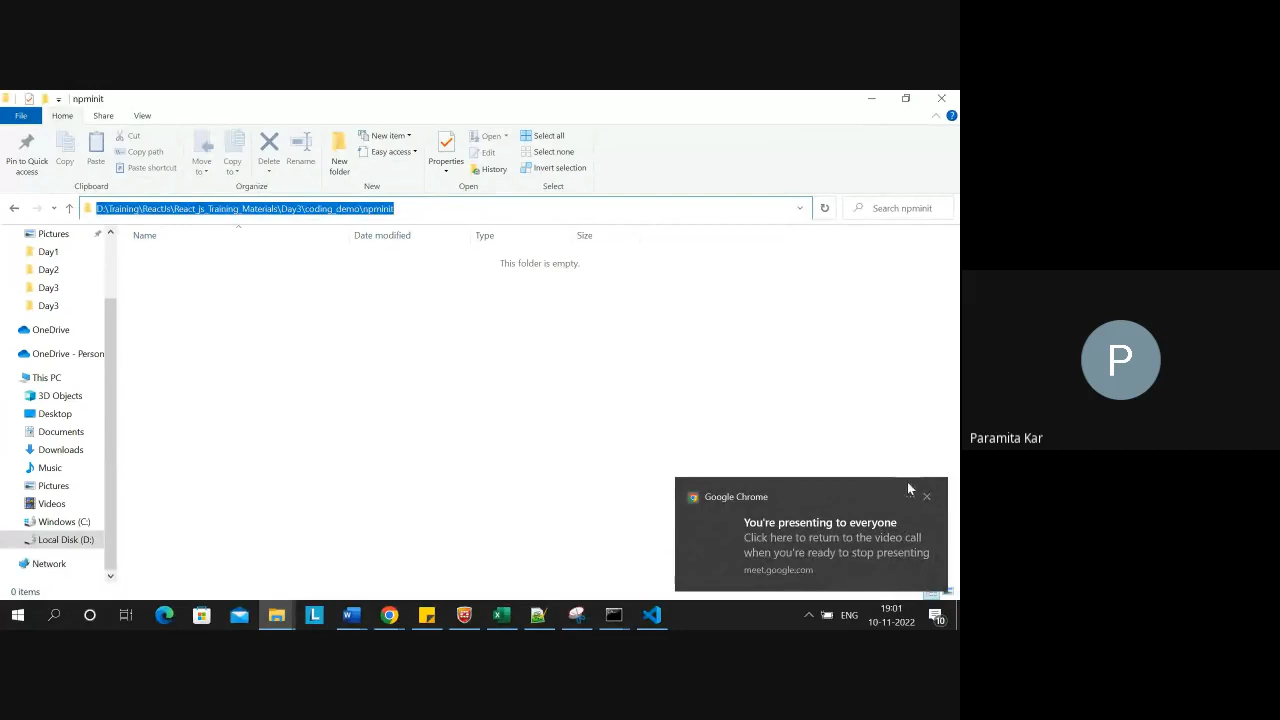 npminit
File
Home
Share
View
Pin to Quick
access
Copy
Paste
Cut
Copy path
Paste shortcut
Clipboard
Move
to
Copy
to
Delete
Rename
Organize
New
folder
New item
Easy access
New
Properties
Open
Edit
History
Open
Select all
Select none
Invert selection
Select
D:\Training\ReactJs\React js_Training_Materials\Day3\coding_demo\npminit
Search npminit
Pictures
Day1
Day2
Day3
Day3
OneDrive
OneDrive - Person
This PC
3D Objects
Desktop
Documents
Downloads
Music
Pictures
Videos
Windows (C:)
Local Disk (D:)
Network
Name
Date modified
Type
Size
This folder is empty.
0 items
Google Chrome
You're presenting to everyone
Click here to return to the video call
when you're ready to stop presenting
meet.google.com
L
ENG
19:01
10-11-2022
10
P
Paramita Kar